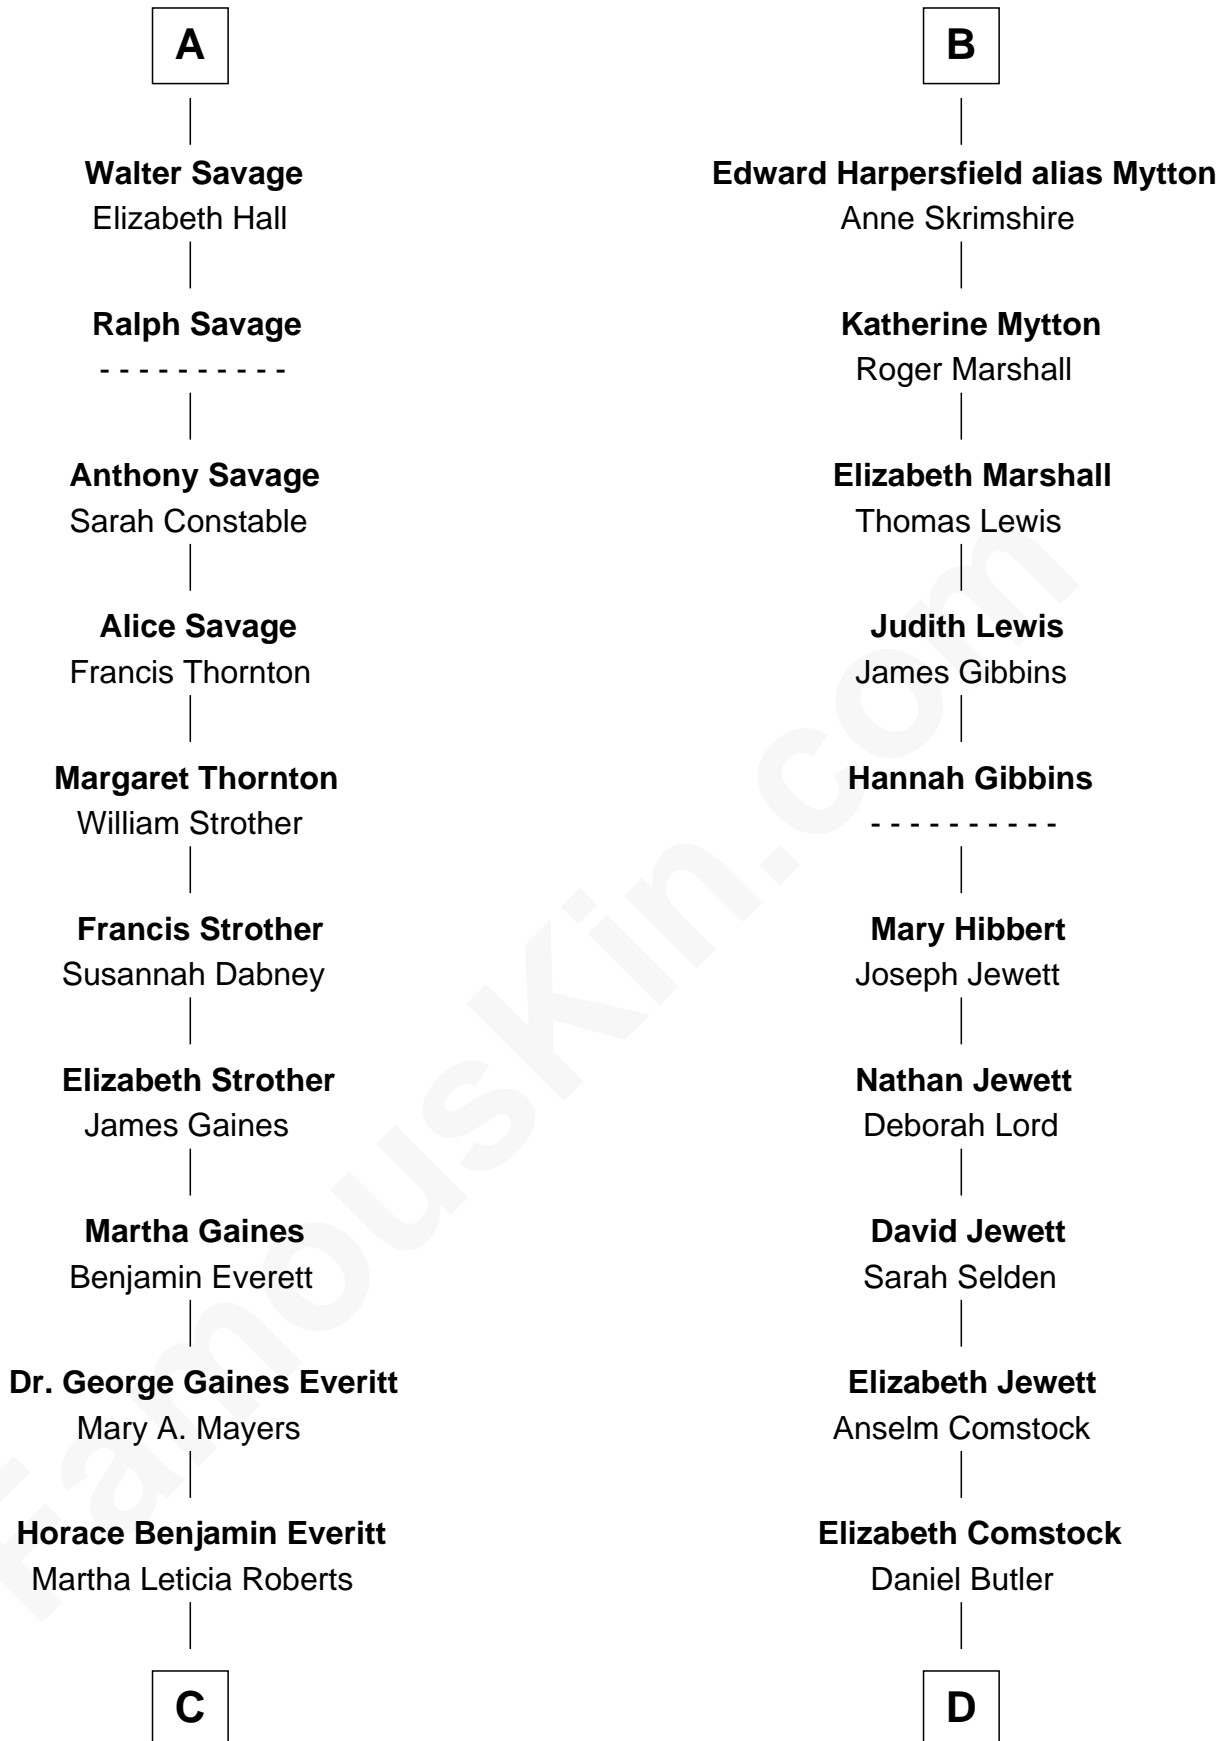 A
Walter Savage
Elizabeth Hall
Ralph Savage
- - - - - - - - - -
Anthony Savage
Sarah Constable
Alice Savage
Francis Thornton
Margaret Thornton
William Strother
Francis Strother
Susannah Dabney
Elizabeth Strother
James Gaines
Martha Gaines
Benjamin Everett
Dr. George Gaines Everitt
Mary A. Mayers
Horace Benjamin Everitt
Martha Leticia Roberts
C
B
Edward Harpersfield alias Mytton
Anne Skrimshire
Katherine Mytton
Roger Marshall
Elizabeth Marshall
Thomas Lewis
Judith Lewis
James Gibbins
Hannah Gibbins
- - - - - - - - - -
Mary Hibbert
Joseph Jewett
Nathan Jewett
Deborah Lord
David Jewett
Sarah Selden
Elizabeth Jewett
Anselm Comstock
Elizabeth Comstock
Daniel Butler
D
FamousKin.com